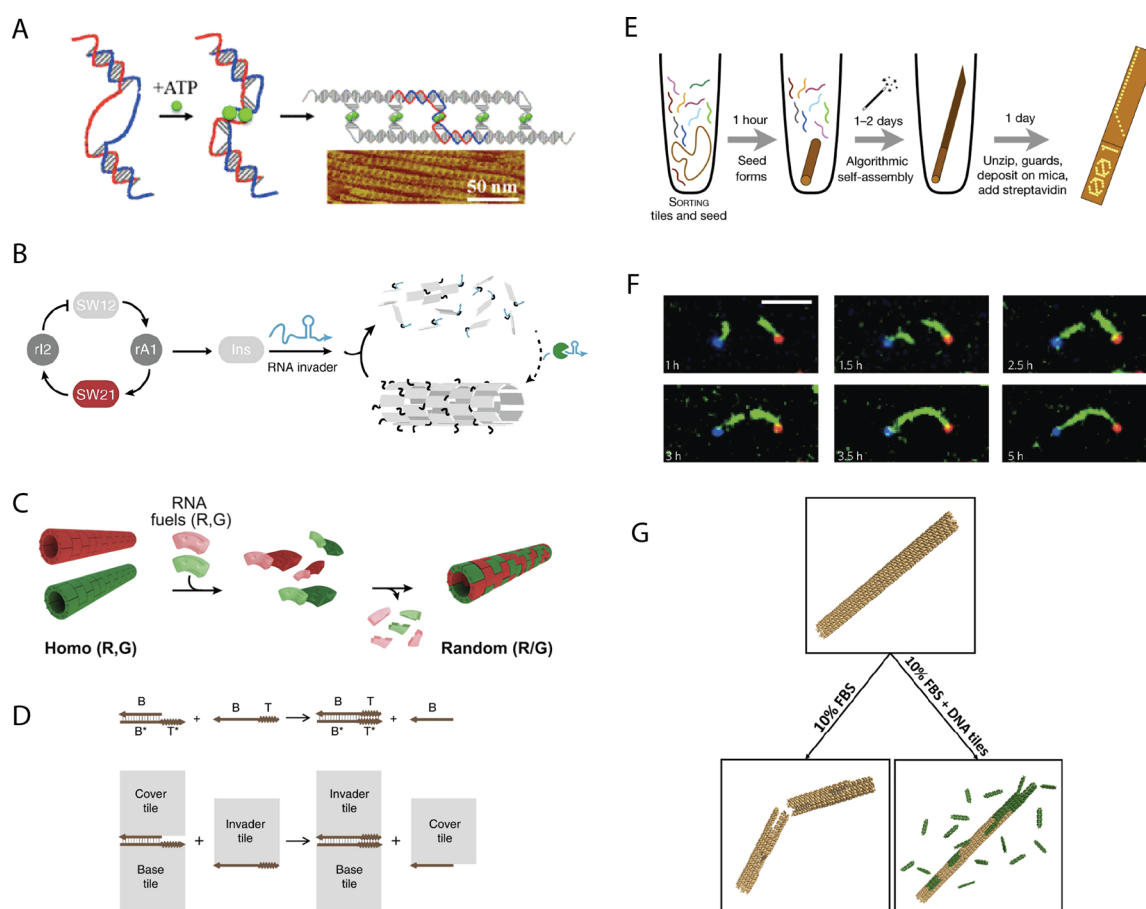 A
+ATP
50 nm
B
SW12
rI2
rA1
SW21
Ins
RNA invader
C
RNA
fuels (R,G)
Homo (R,G)
Random (R/G)
D
B
B*
T*
+
B
T
B
T
B*
T*
+
B
Cover
tile
Base
tile
+
Invader
tile
Invader
tile
Base
tile
+
Cover
tile
E
SORTING
tiles and seed
1 hour
Seed
forms
1–2 days
Algorithmic
self-assembly
1 day
Unzip, guards,
deposit on mica,
add streptavidin
F
1 h
1.5 h
2.5 h
3 h
3.5 h
5 h
G
10% FBS
10% FBS + DNA tiles